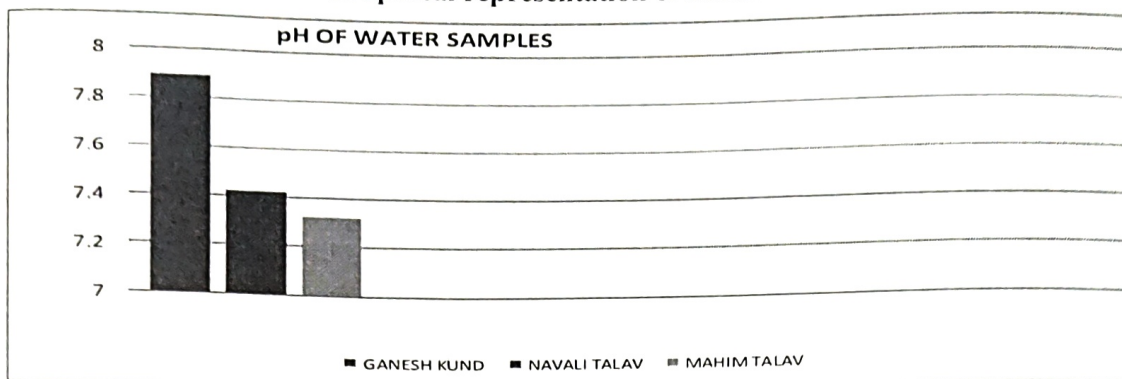 representation
pH OF WATER SAMPLES
8
7.8
7.6
7.4
7.2
7
GANESH KUND NAVALI TALAV MAHIM TALAV